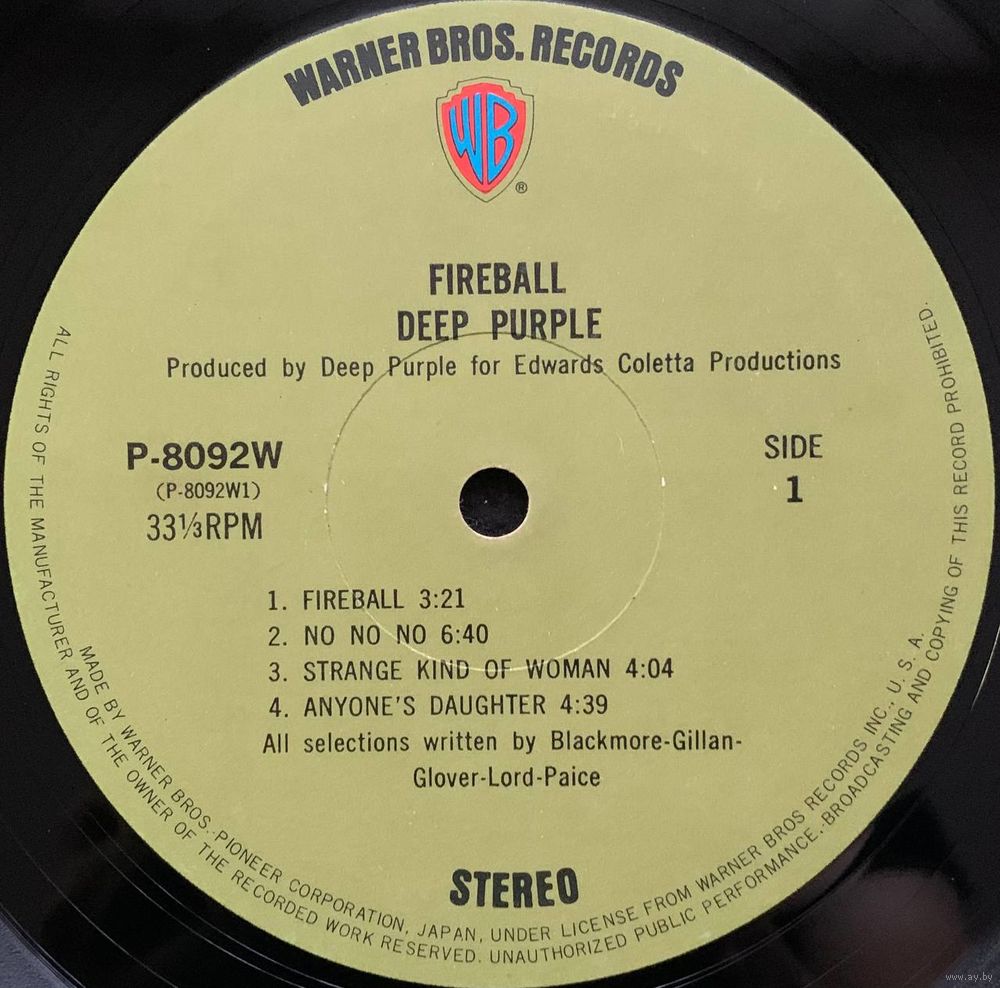 WARNER BROS. RECORDS
WB
®
FIREBALL
DEEP PURPLE
Produced by Deep Purple for Edwards Coletta Productions
P-8092W
(P-8092W1)
33⅓RPM
SIDE
1
1. FIREBALL 3:21
2. NO NO NO 6:40
3. STRANGE KIND OF WOMAN 4:04
4. ANYONE'S DAUGHTER 4:39
All selections written by Blackmore-Gillan-
Glover-Lord-Paice
STEREO
MADE BY WARNER BROS. PIONEER CORPORATION, JAPAN, UNDER LICENSE FROM WARNER BROS RECORDS INC., U. S. A.
ALL RIGHTS OF THE MANUFACTURER AND OF THE OWNER OF THE RECORDED WORK RESERVED. UNAUTHORIZED PUBLIC PERFORMANCE, BROADCASTING AND COPYING OF THIS RECORD PROHIBITED.
www.ay.by